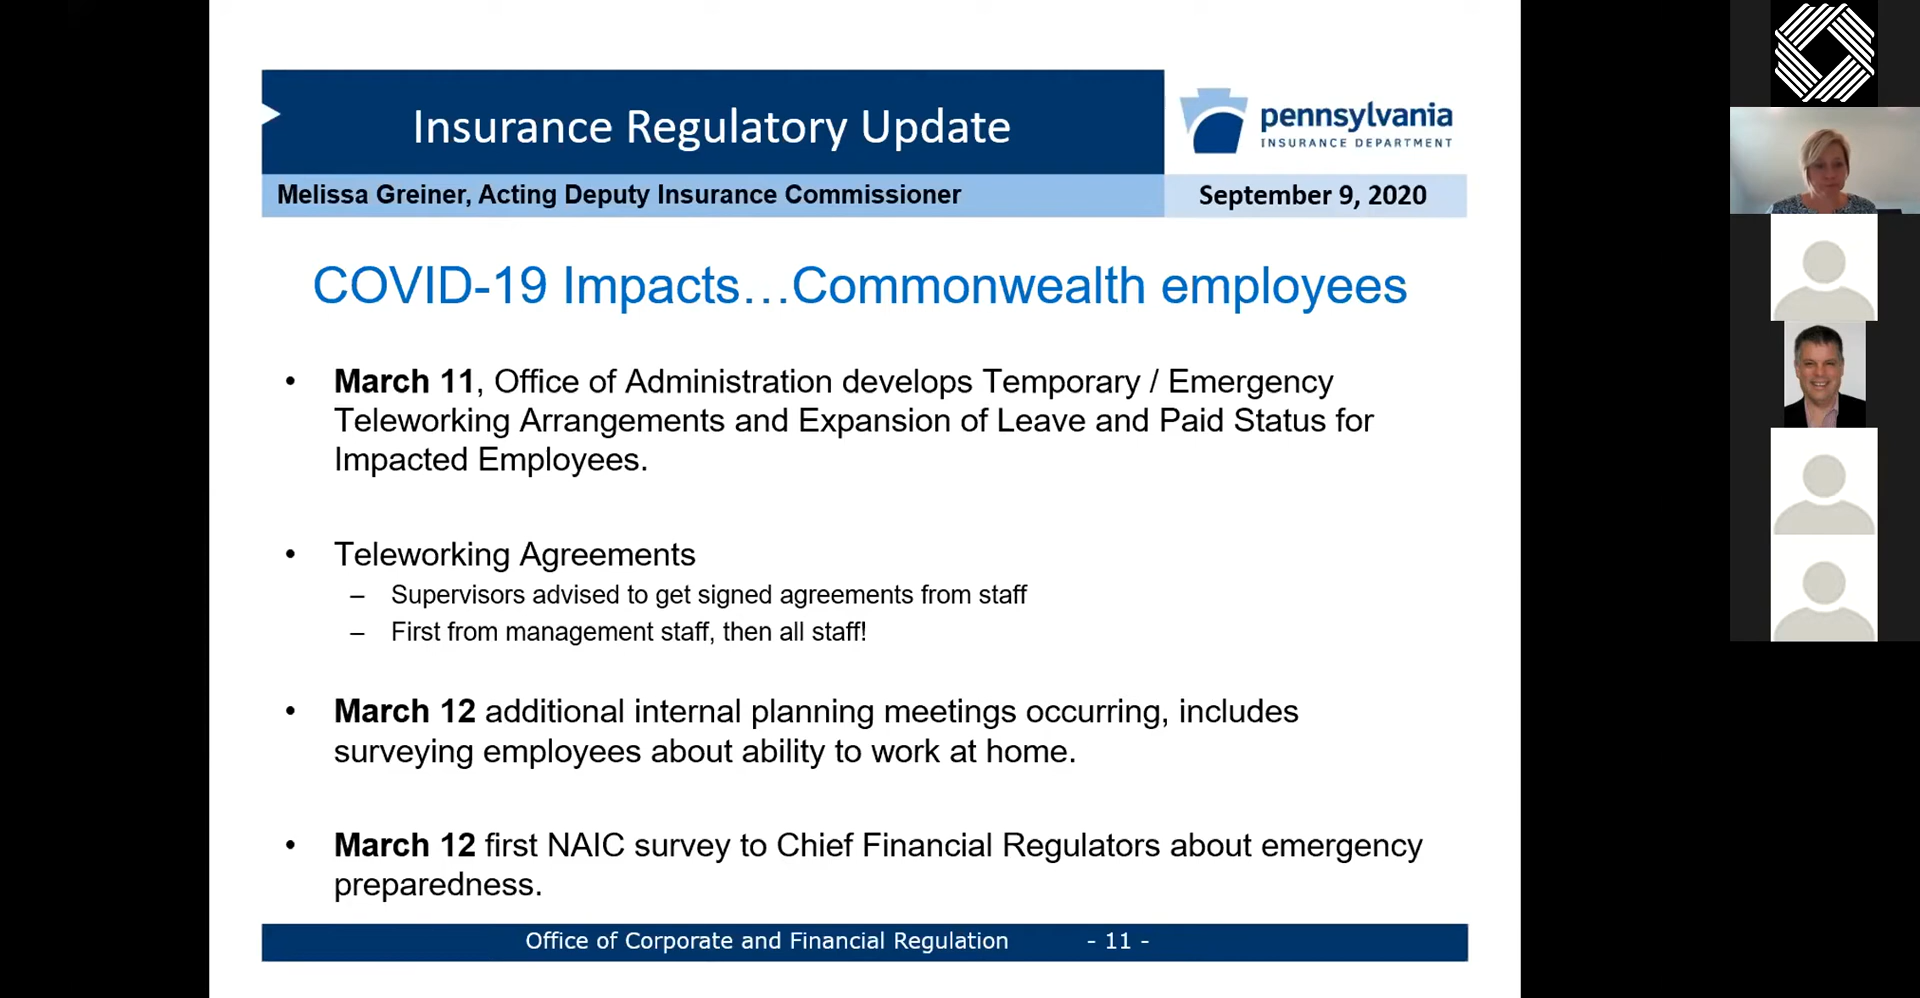 Insurance Regulatory Update
pennsylvania
INSURANCE DEPARTMENT
Melissa Greiner, Acting Deputy Insurance Commissioner
September 9, 2020
COVID-19 Impacts…Commonwealth employees
• March 11, Office of Administration develops Temporary / Emergency
Teleworking Arrangements and Expansion of Leave and Paid Status for
Impacted Employees.
• Teleworking Agreements
– Supervisors advised to get signed agreements from staff
– First from management staff, then all staff!
• March 12 additional internal planning meetings occurring, includes
surveying employees about ability to work at home.
• March 12 first NAIC survey to Chief Financial Regulators about emergency
preparedness.
Office of Corporate and Financial Regulation - 11 -